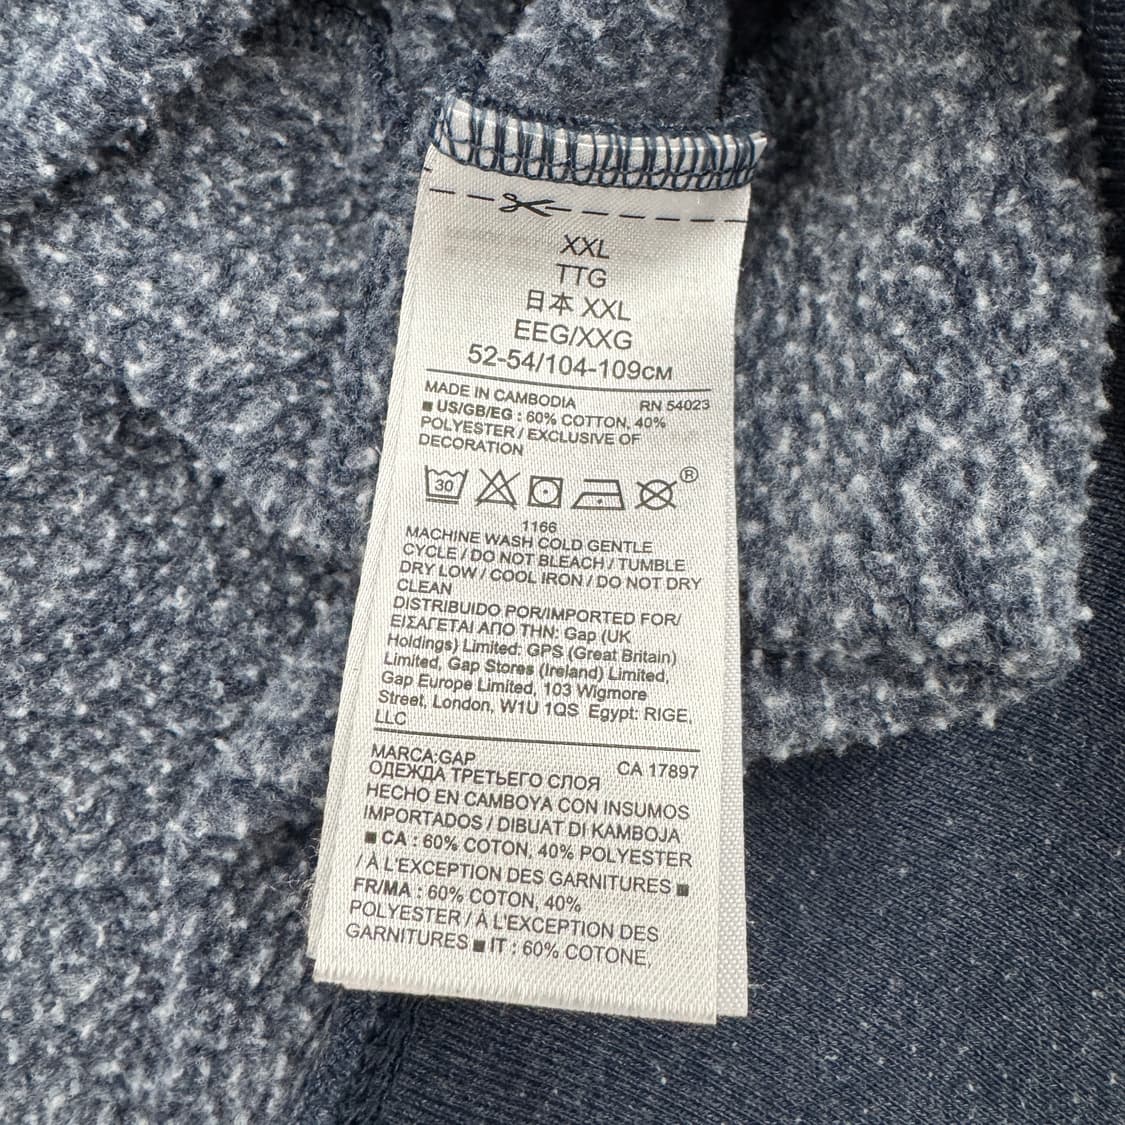 XXL
TTG
日本 XXL
EEG/XXG
52-54/104-109CM
MADE IN CAMBODIA RN 54023
■ US/GB/EG : 60% COTTON, 40%
POLYESTER / EXCLUSIVE OF
DECORATION
30 ®
1166
MACHINE WASH COLD GENTLE
CYCLE / DO NOT BLEACH / TUMBLE
DRY LOW / COOL IRON / DO NOT DRY
CLEAN
DISTRIBUIDO POR/IMPORTED FOR/
ΕΙΣΑΓΕΤΑΙ ΑΠΟ ΤΗΝ: Gap (UK
Holdings) Limited: GPS (Great Britain)
Limited, Gap Stores (Ireland) Limited,
Gap Europe Limited, 103 Wigmore
Street, London, W1U 1QS Egypt: RIGE,
LLC
MARCA:GAP CA 17897
ОДЕЖДА ТРЕТЬЕГО СЛОЯ
HECHO EN CAMBOYA CON INSUMOS
IMPORTADOS / DIBUAT DI KAMBOJA
■ CA : 60% COTON, 40% POLYESTER
/ À L'EXCEPTION DES GARNITURES ■
FR/MA : 60% COTON, 40%
POLYESTER / À L'EXCEPTION DES
GARNITURES ■ IT : 60% COTONE,